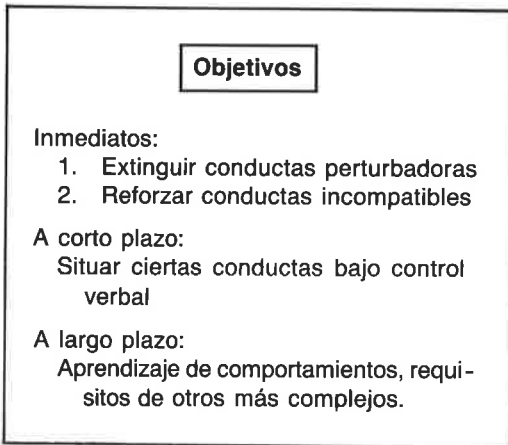 Objetivos
Inmediatos:
1. Extinguir conductas perturbadoras
2. Reforzar conductas incompatibles
A corto plazo:
Situar ciertas conductas bajo control
verbal
A largo plazo:
Aprendizaje de comportamientos, requi-
sitos de otros más complejos.